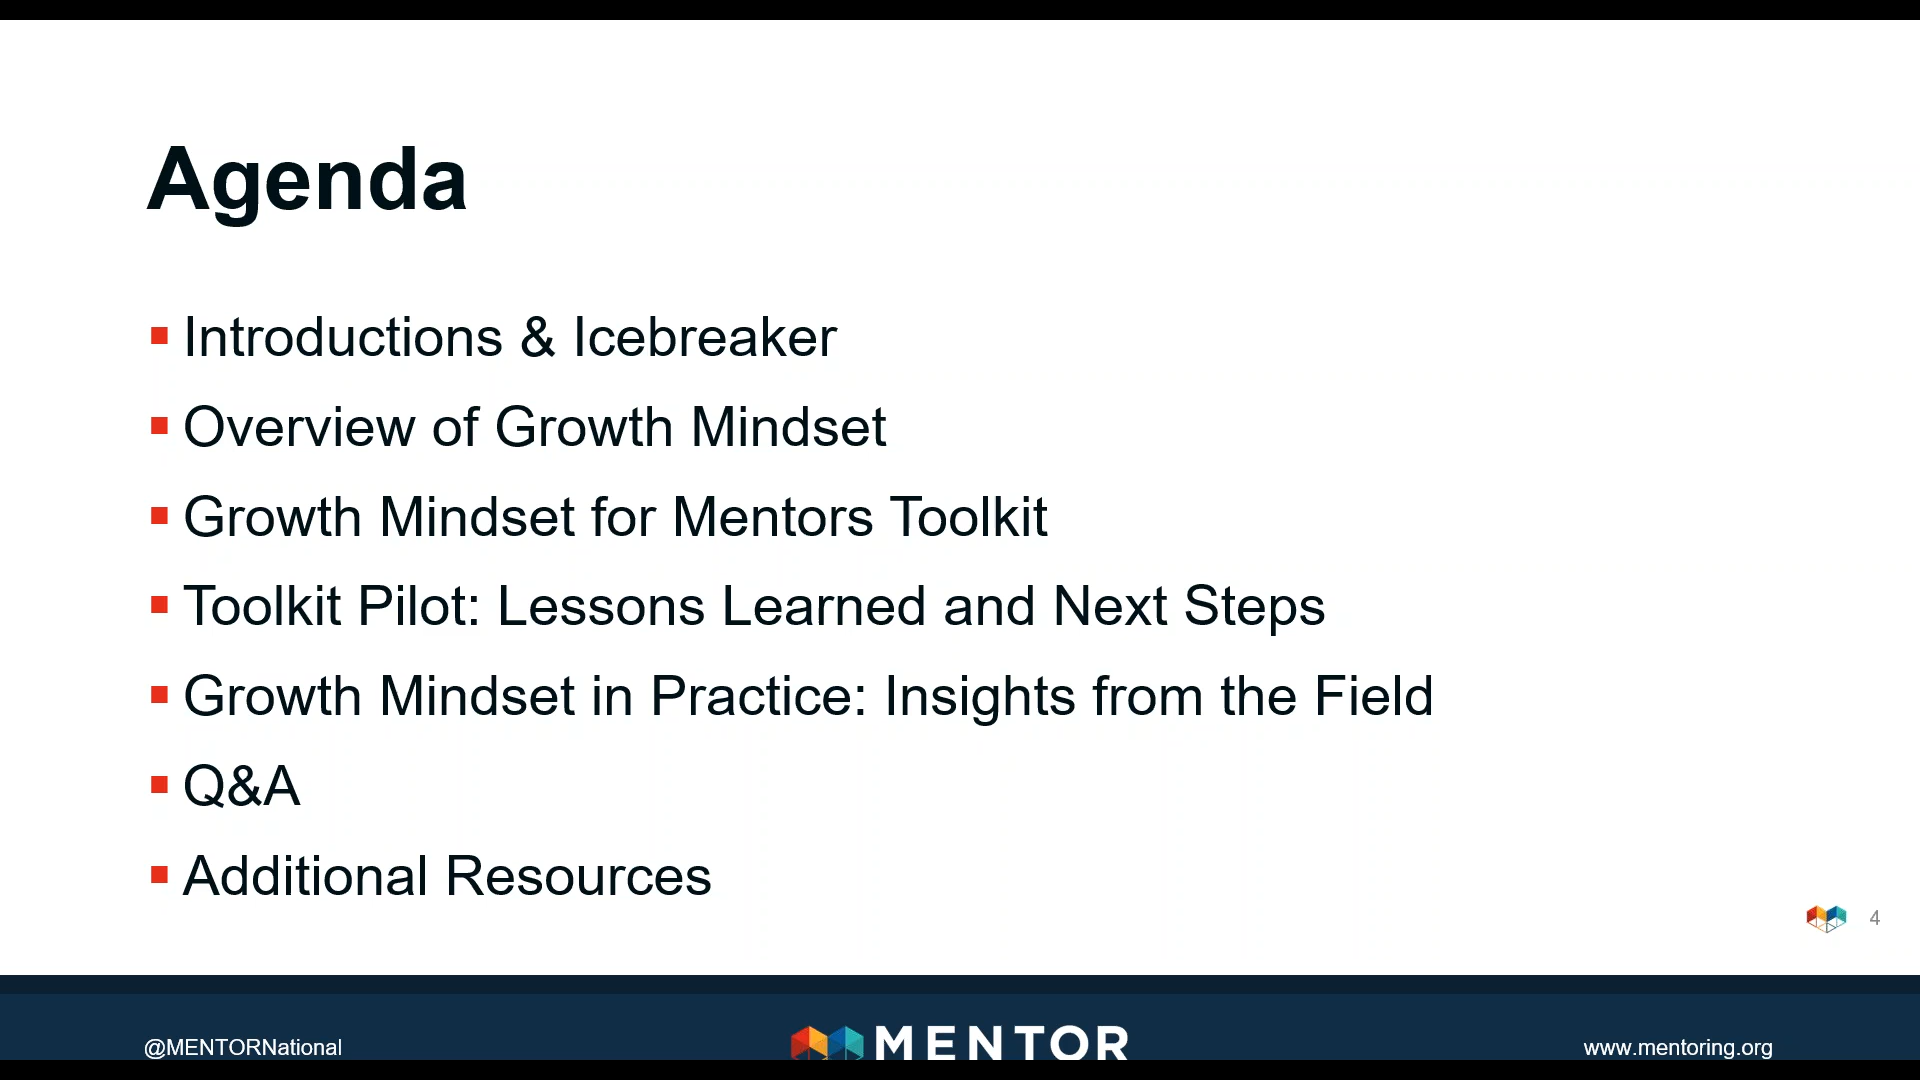 Agenda
Introductions & Icebreaker
Overview of Growth Mindset
Growth Mindset for Mentors Toolkit
Toolkit Pilot: Lessons Learned and Next Steps
Growth Mindset in Practice: Insights from the Field
Q&A
Additional Resources
4
@MENTORNational
MENTOR
www.mentoring.org